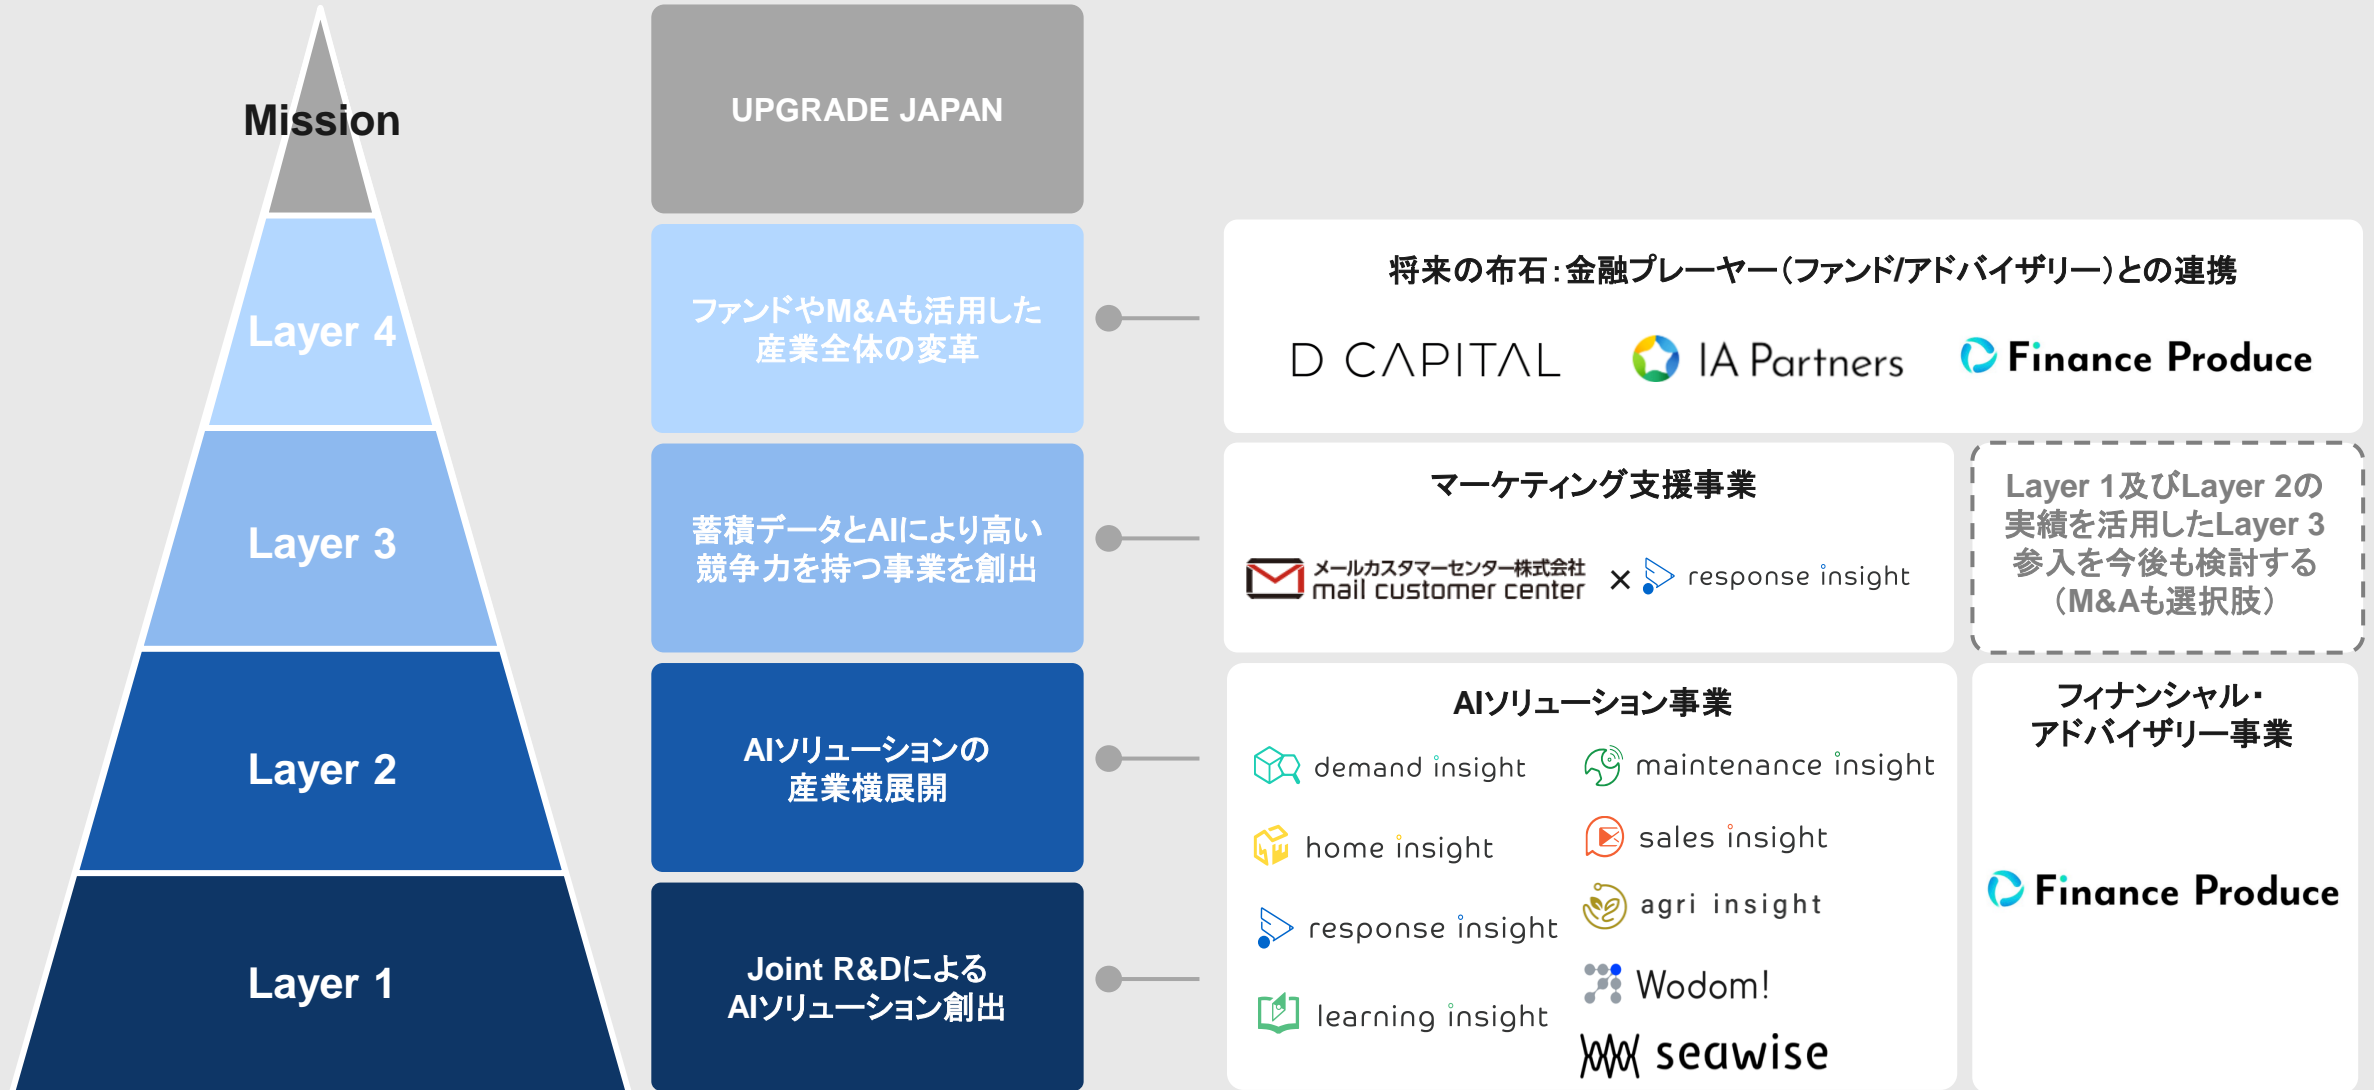 Mission
UPGRADE JAPAN
Layer 4
ファンドやM&Aも活用した
産業全体の変革
将来の布石：金融プレーヤー（ファンド/アドバイザリー）との連携
D CAPITAL
IA Partners
Finance Produce
Layer 3
蓄積データとAIにより高い
競争力を持つ事業を創出
マーケティング支援事業
メールカスタマーセンター株式会社
mail customer center
×
response insight
Layer 1及びLayer 2の
実績を活用したLayer 3
参入を今後も検討する
（M&Aも選択肢）
Layer 2
AIソリューションの
産業横展開
Layer 1
Joint R&Dによる
AIソリューション創出
AIソリューション事業
demand insight
maintenance insight
home insight
sales insight
response insight
agri insight
learning insight
Wodom!
seawise
フィナンシャル・
アドバイザリー事業
Finance Produce